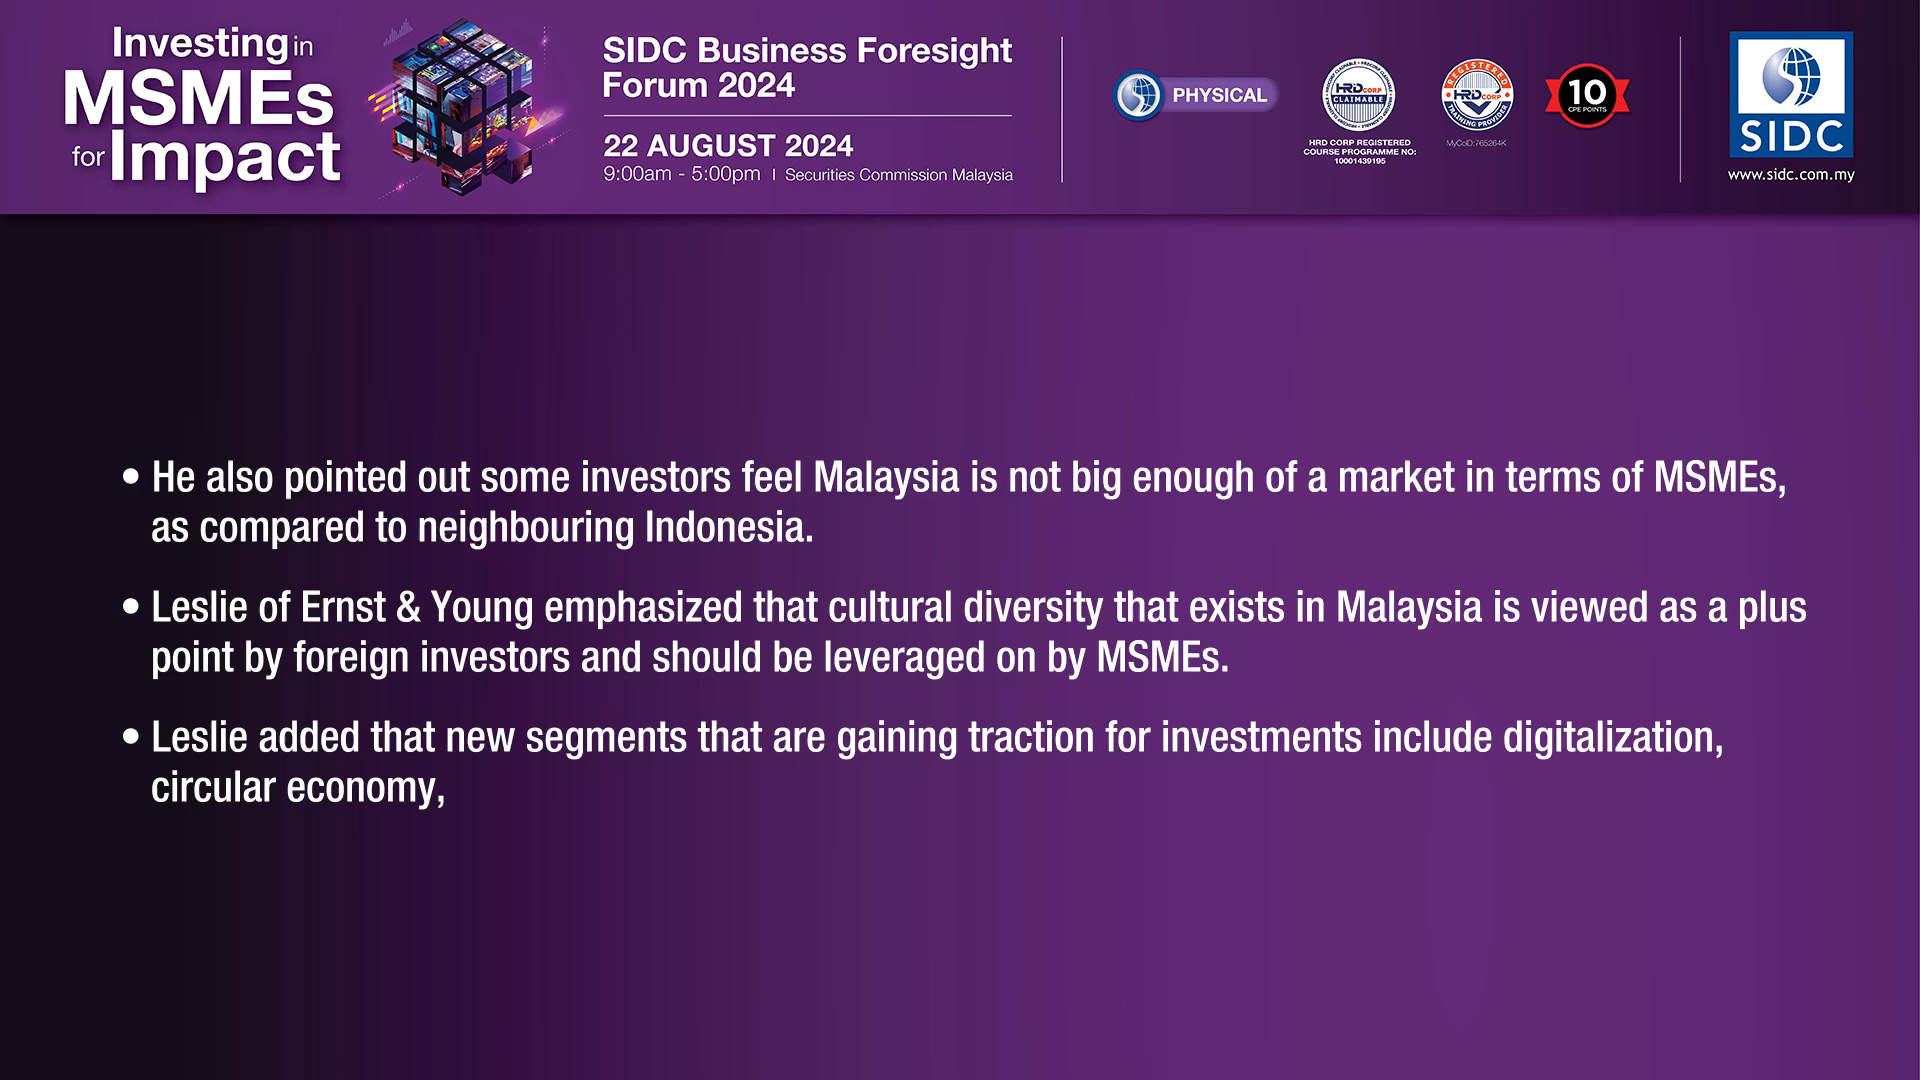 Investing in
MSMEs
for Impact
SIDC Business Foresight
Forum 2024
22 AUGUST 2024
9:00am - 5:00pm | Securities Commission Malaysia
PHYSICAL
HRD CORP
CLAIMABLE
HRD CORP REGISTERED
COURSE PROGRAMME NO:
10001439195
REGISTERED
HRD CORP
TRAINING PROVIDER
MyCoID:765264K
10
CPE POINTS
SIDC
www.sidc.com.my
• He also pointed out some investors feel Malaysia is not big enough of a market in terms of MSMEs,
as compared to neighbouring Indonesia.
• Leslie of Ernst & Young emphasized that cultural diversity that exists in Malaysia is viewed as a plus
point by foreign investors and should be leveraged on by MSMEs.
• Leslie added that new segments that are gaining traction for investments include digitalization,
circular economy,